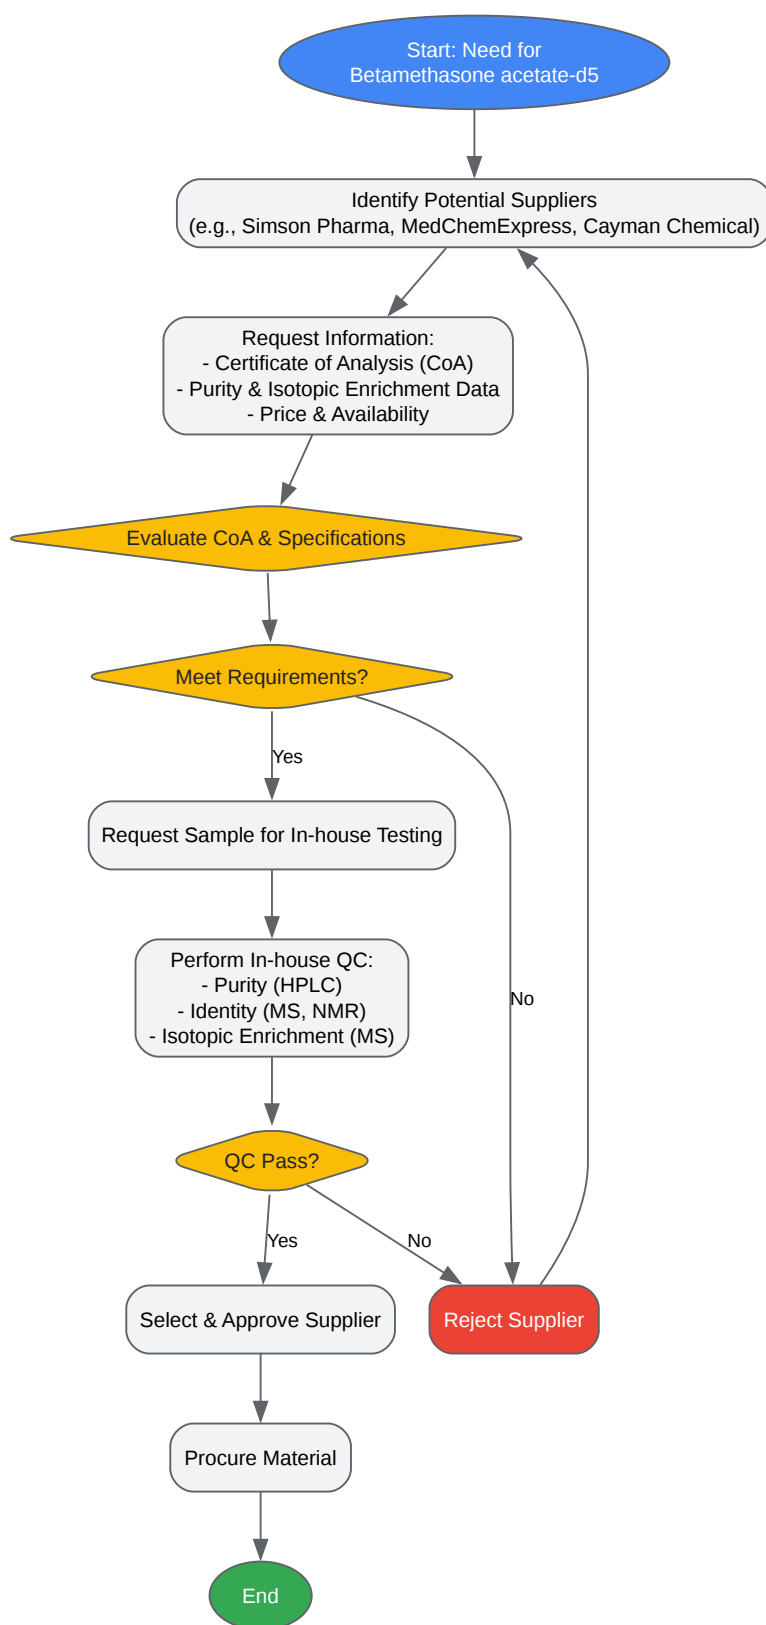 Start: Need for
Betamethasone acetate-d5
Identify Potential Suppliers
(e.g., Simson Pharma, MedChemExpress, Cayman Chemical)
Request Information:
- Certificate of Analysis (CoA)
- Purity & Isotopic Enrichment Data
- Price & Availability
Evaluate CoA & Specifications
Meet Requirements?
Yes
Request Sample for In-house Testing
Perform In-house QC:
- Purity (HPLC)
- Identity (MS, NMR)
- Isotopic Enrichment (MS)
No
QC Pass?
Yes
No
Select & Approve Supplier
Reject Supplier
Procure Material
End